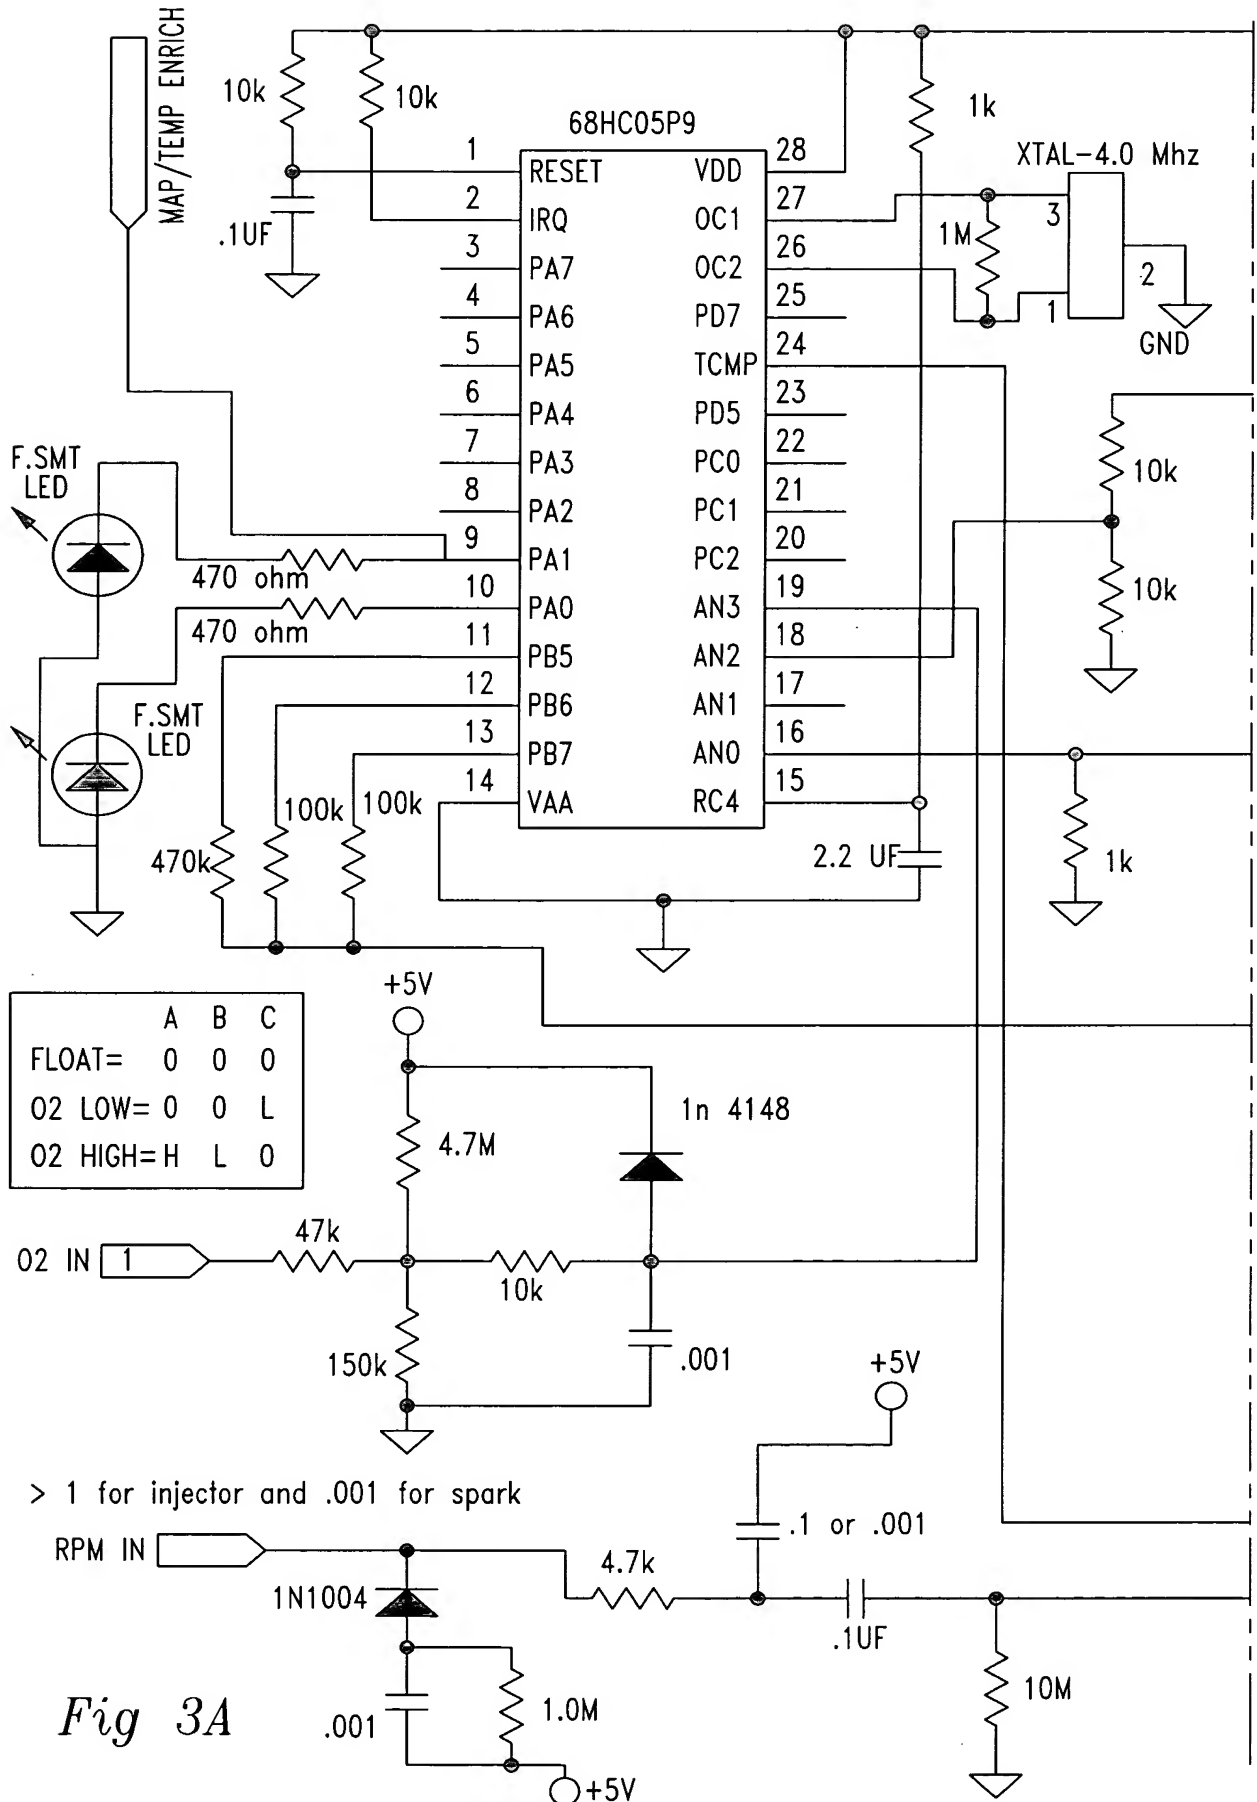 MAP/TEMP ENRICH
10k
10k
.1UF
68HC05P9
1 RESET VDD 28
2 IRQ OC1 27
3 PA7 OC2 26
4 PA6 PD7 25
5 PA5 TCMP 24
6 PA4 PD5 23
7 PA3 PC0 22
8 PA2 PC1 21
9 PA1 PC2 20
10 PA0 AN3 19
11 PB5 AN2 18
12 PB6 AN1 17
13 PB7 AN0 16
14 VAA RC4 15
1k
XTAL-4.0 Mhz
3
1M
2
1
GND
10k
10k
F.SMT
LED
470 ohm
470 ohm
F.SMT
LED
470k
100k
100k
2.2 UF
1k
A B C
FLOAT= 0 0 0
O2 LOW= 0 0 L
O2 HIGH= H L 0
+5V
4.7M
1n 4148
O2 IN 1
47k
10k
150k
.001
+5V
> 1 for injector and .001 for spark
RPM IN
1N1004
4.7k
.1 or .001
.1UF
10M
.001
1.0M
+5V
Fig 3A